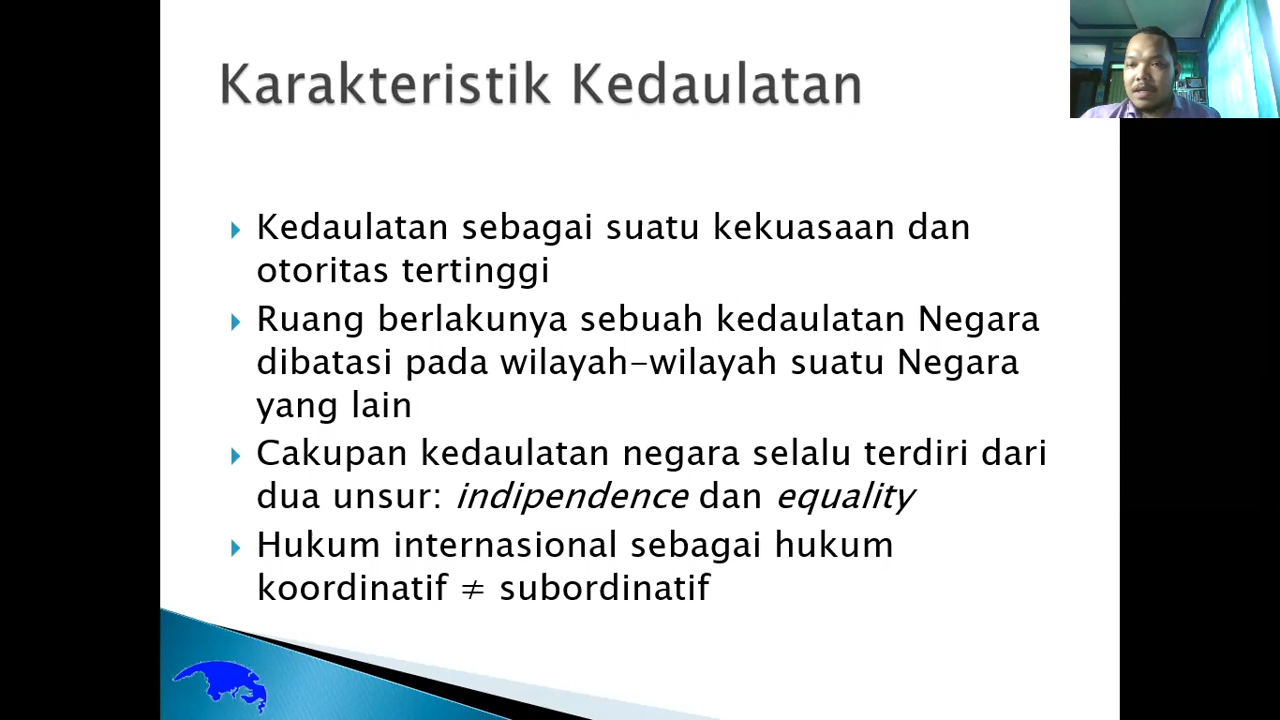 Karakteristik Kedaulatan
Kedaulatan sebagai suatu kekuasaan dan
otoritas tertinggi
Ruang berlakunya sebuah kedaulatan Negara
dibatasi pada wilayah-wilayah suatu Negara
yang lain
Cakupan kedaulatan negara selalu terdiri dari
dua unsur: indipendence dan equality
Hukum internasional sebagai hukum
koordinatif ≠ subordinatif